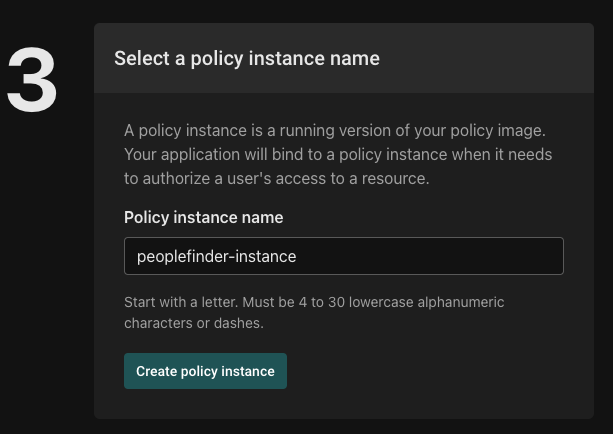 3
Select a policy instance name
A policy instance is a running version of your policy image.
Your application will bind to a policy instance when it needs
to authorize a user's access to a resource.
Policy instance name
peoplefinder-instance
Start with a letter. Must be 4 to 30 lowercase alphanumeric
characters or dashes.
Create policy instance